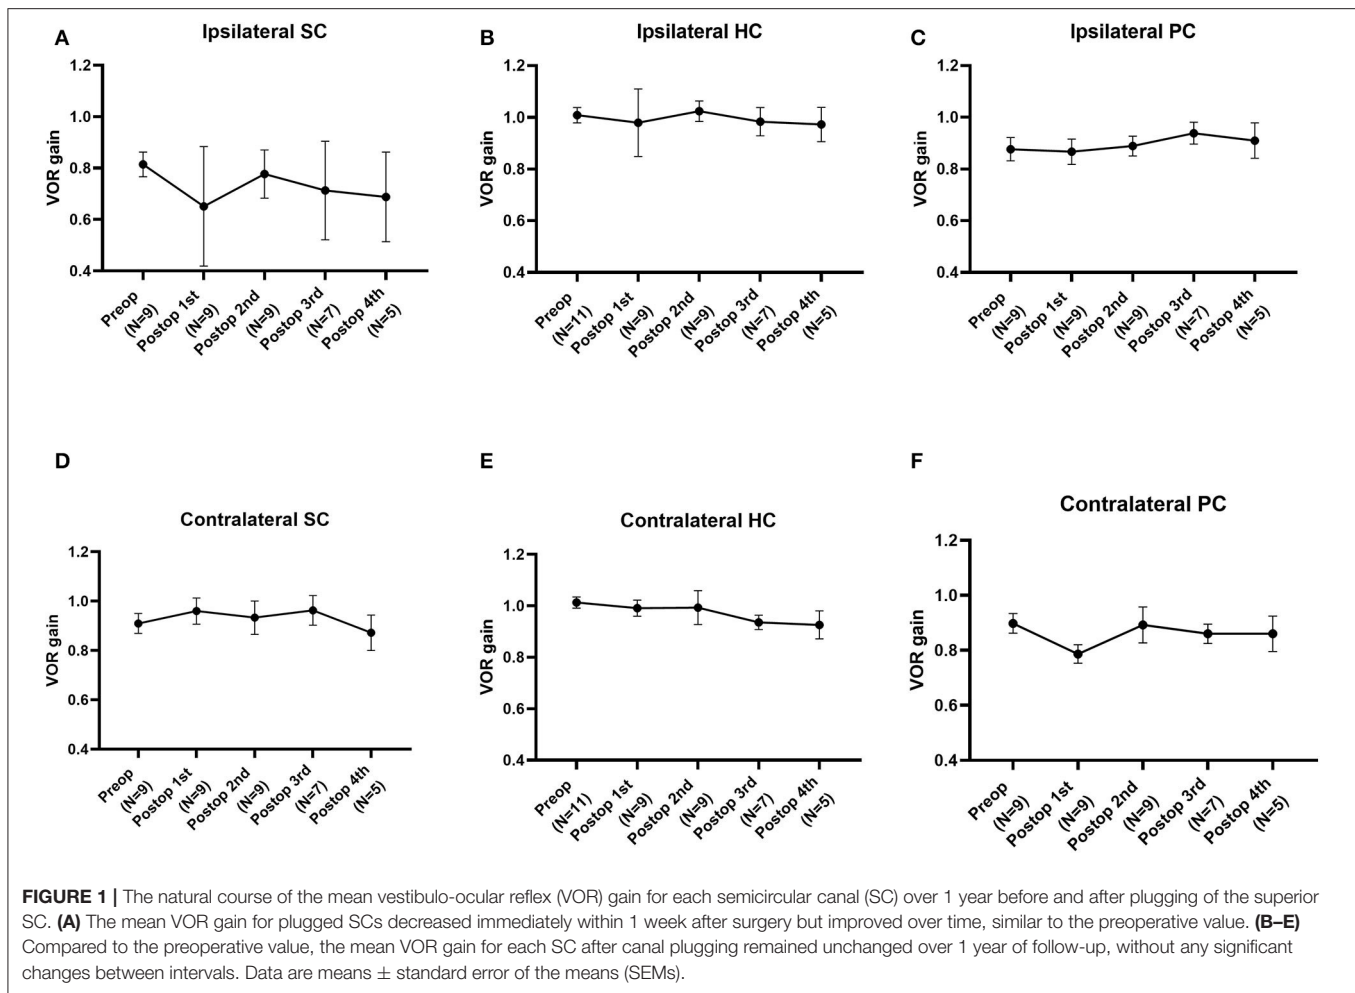 A
Ipsilateral SC
1.2
1.0
0.8
0.6
0.4
VOR gain
Preop
(N=9)
Postop 1st
(N=9)
Postop 2nd
(N=9)
Postop 3rd
(N=7)
Postop 4th
(N=5)
B
Ipsilateral HC
1.2
1.0
0.8
0.6
0.4
VOR gain
Preop
(N=11)
Postop 1st
(N=9)
Postop 2nd
(N=9)
Postop 3rd
(N=7)
Postop 4th
(N=5)
C
Ipsilateral PC
1.2
1.0
0.8
0.6
0.4
VOR gain
Preop
(N=9)
Postop 1st
(N=9)
Postop 2nd
(N=9)
Postop 3rd
(N=7)
Postop 4th
(N=5)
D
Contralateral SC
1.2
1.0
0.8
0.6
0.4
VOR gain
Preop
(N=9)
Postop 1st
(N=9)
Postop 2nd
(N=9)
Postop 3rd
(N=7)
Postop 4th
(N=5)
E
Contralateral HC
1.2
1.0
0.8
0.6
0.4
VOR gain
Preop
(N=11)
Postop 1st
(N=9)
Postop 2nd
(N=9)
Postop 3rd
(N=7)
Postop 4th
(N=5)
F
Contralateral PC
1.2
1.0
0.8
0.6
0.4
VOR gain
Preop
(N=9)
Postop 1st
(N=9)
Postop 2nd
(N=9)
Postop 3rd
(N=7)
Postop 4th
(N=5)
FIGURE 1 | The natural course of the mean vestibulo-ocular reflex (VOR) gain for each semicircular canal (SC) over 1 year before and after plugging of the superior
SC. (A) The mean VOR gain for plugged SCs decreased immediately within 1 week after surgery but improved over time, similar to the preoperative value. (B–E)
Compared to the preoperative value, the mean VOR gain for each SC after canal plugging remained unchanged over 1 year of follow-up, without any significant
changes between intervals. Data are means ± standard error of the means (SEMs).